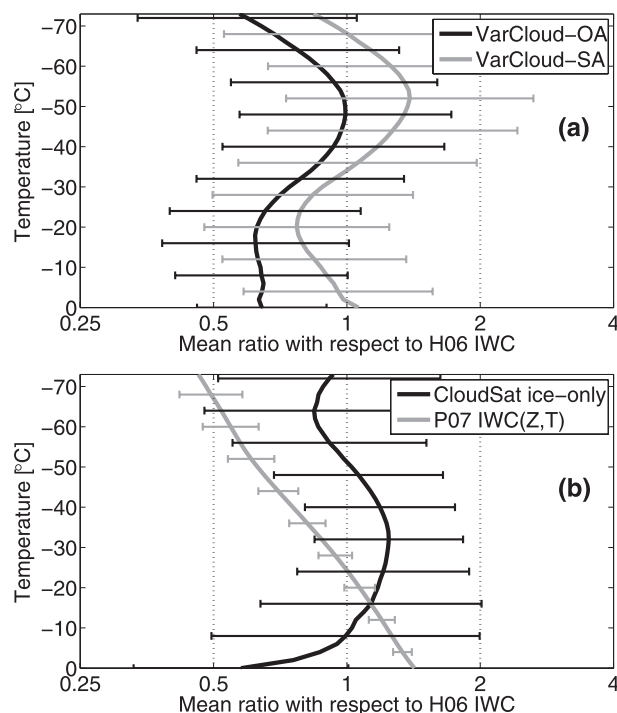 −70
−60
−50
−40
−30
−20
−10
0
Temperature [°C]
VarCloud−OA
VarCloud−SA
(a)
0.25 0.5 1 2 4
Mean ratio with respect to H06 IWC
−70
−60
−50
−40
−30
−20
−10
0
Temperature [°C]
CloudSat ice−only
P07 IWC(Z,T)
(b)
0.25 0.5 1 2 4
Mean ratio with respect to H06 IWC